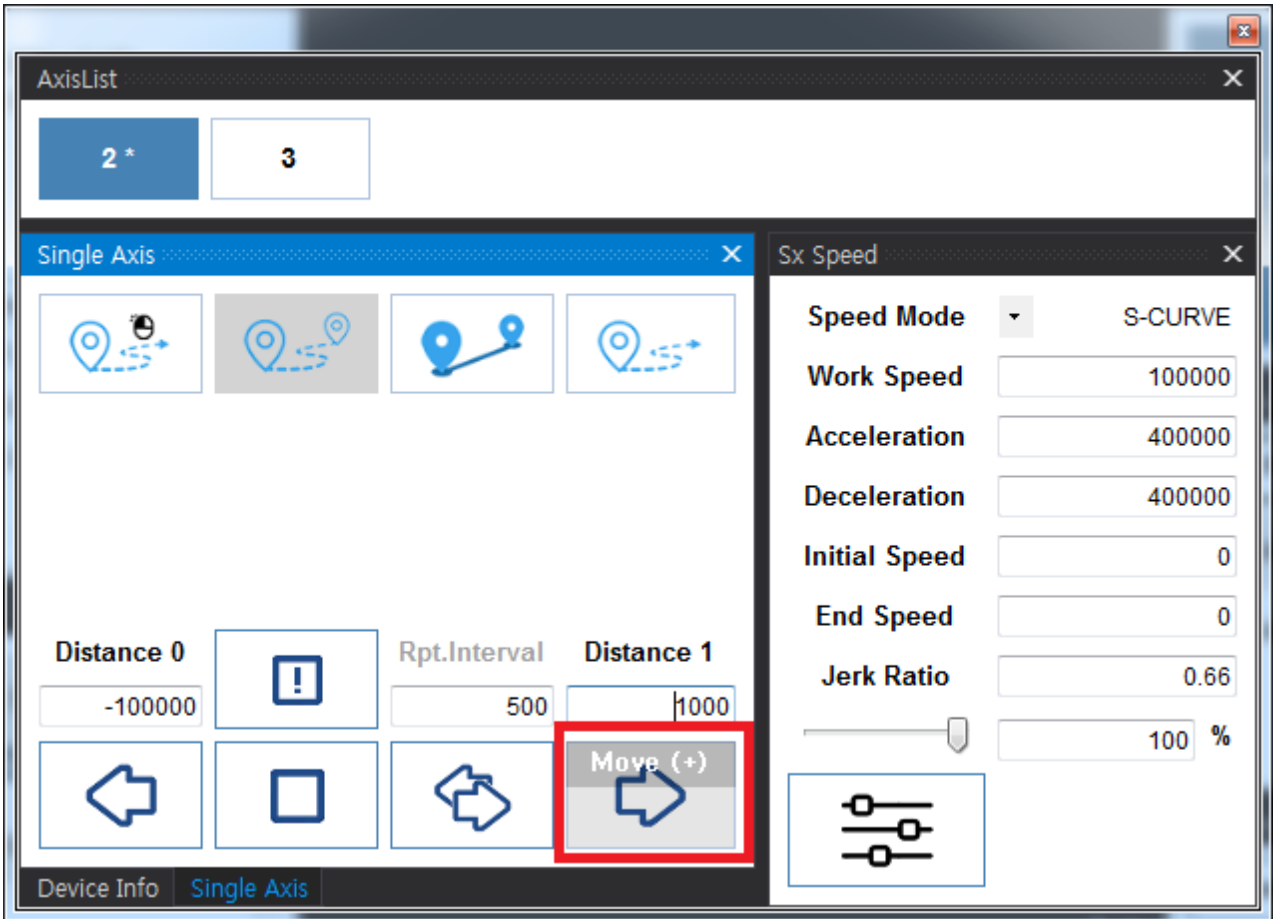 AxisList
2 *
3
Single Axis
Sx Speed
Speed Mode S-CURVE
Work Speed 100000
Acceleration 400000
Deceleration 400000
Initial Speed 0
End Speed 0
Jerk Ratio 0.66
100 %
Distance 0 Rpt.Interval Distance 1
-100000 500 1000
Move (+)
Device Info Single Axis